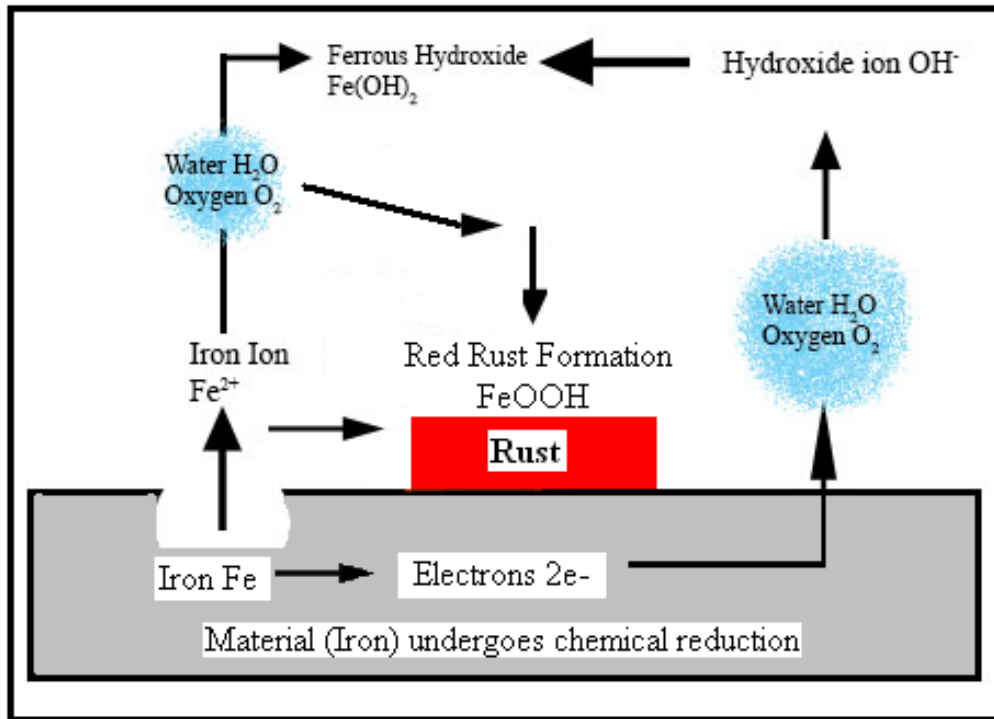 Ferrous Hydroxide
Fe(OH)₂
Hydroxide ion OH⁻
Water H₂O
Oxygen O₂
Water H₂O
Oxygen O₂
Iron Ion
Fe²⁺
Red Rust Formation
FeOOH
Rust
Iron Fe
Electrons 2e-
Material (Iron) undergoes chemical reduction